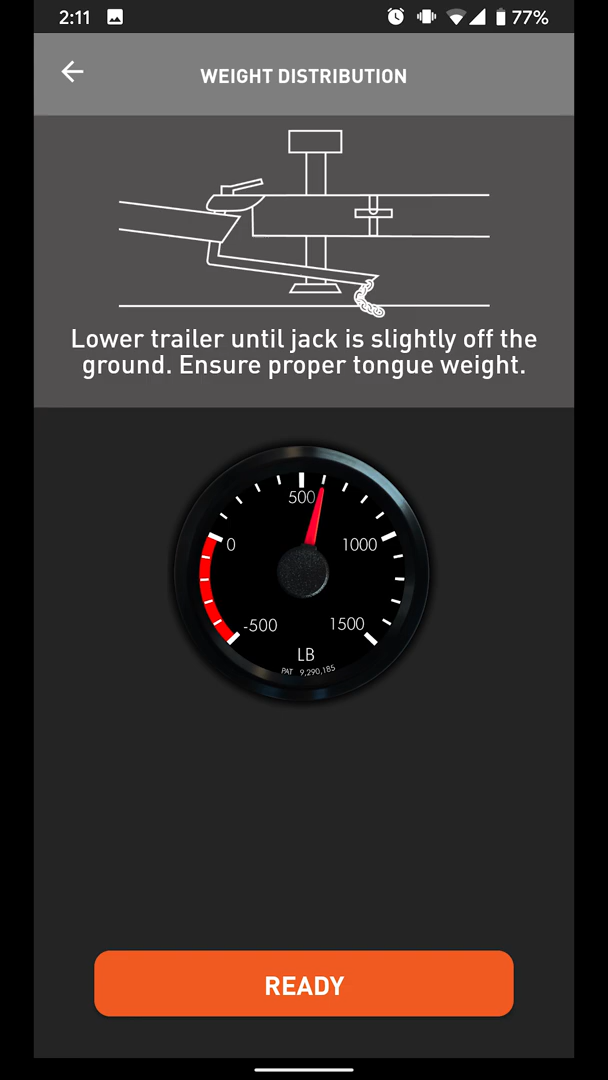 2:11 77%
WEIGHT DISTRIBUTION
Lower trailer until jack is slightly off the
ground. Ensure proper tongue weight.
500
0 1000
-500 1500
LB
PAT 9,290,185
READY